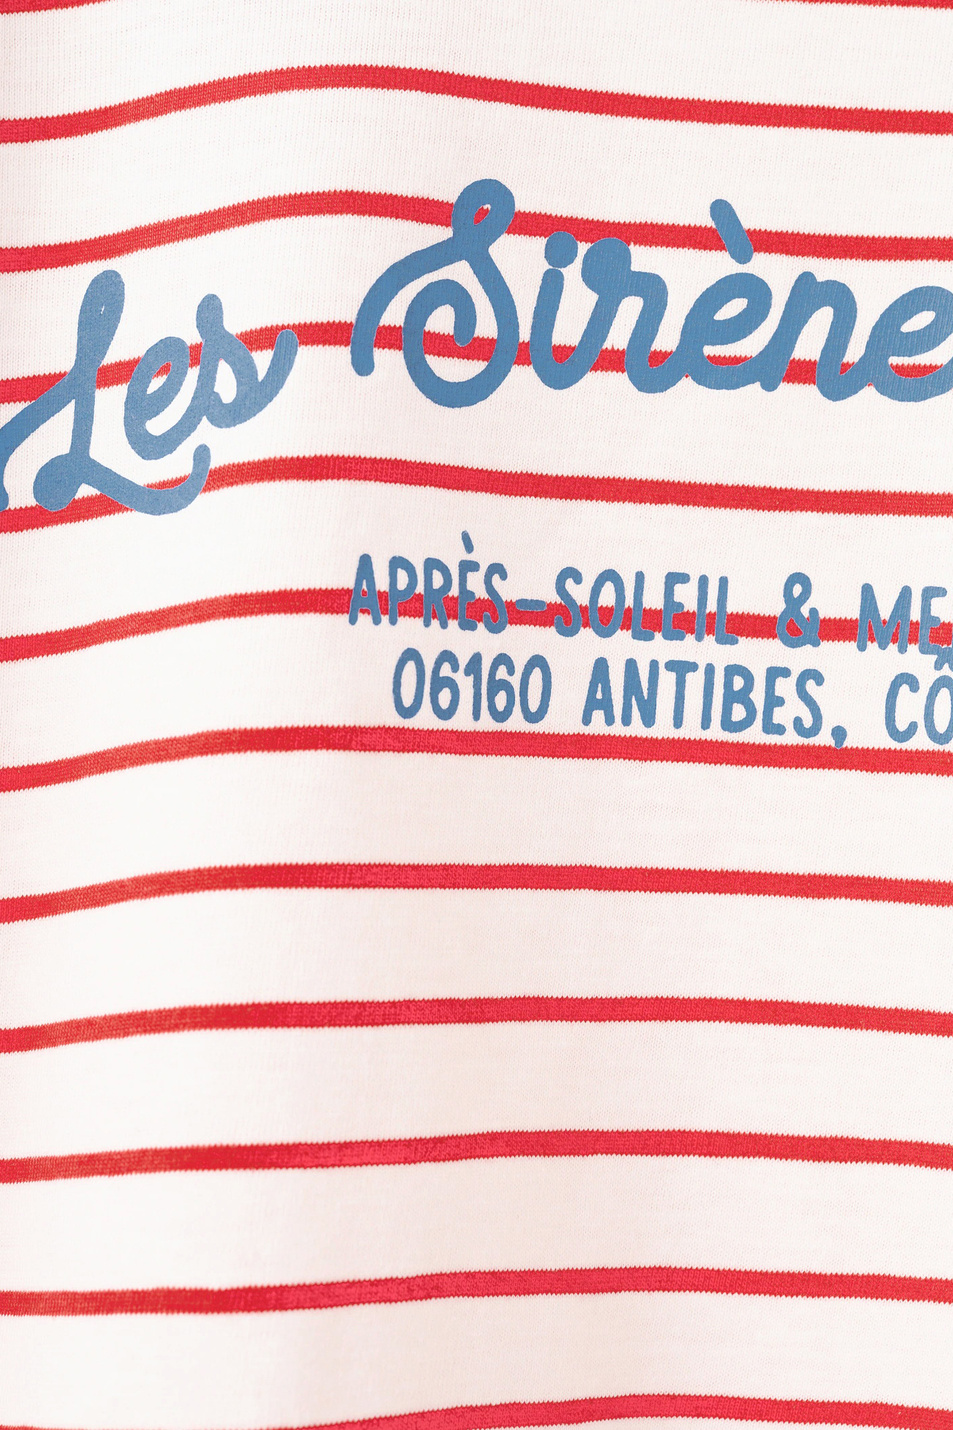 Les Sirène
APRÈS-SOLEIL & ME
06160 ANTIBES, CÔ